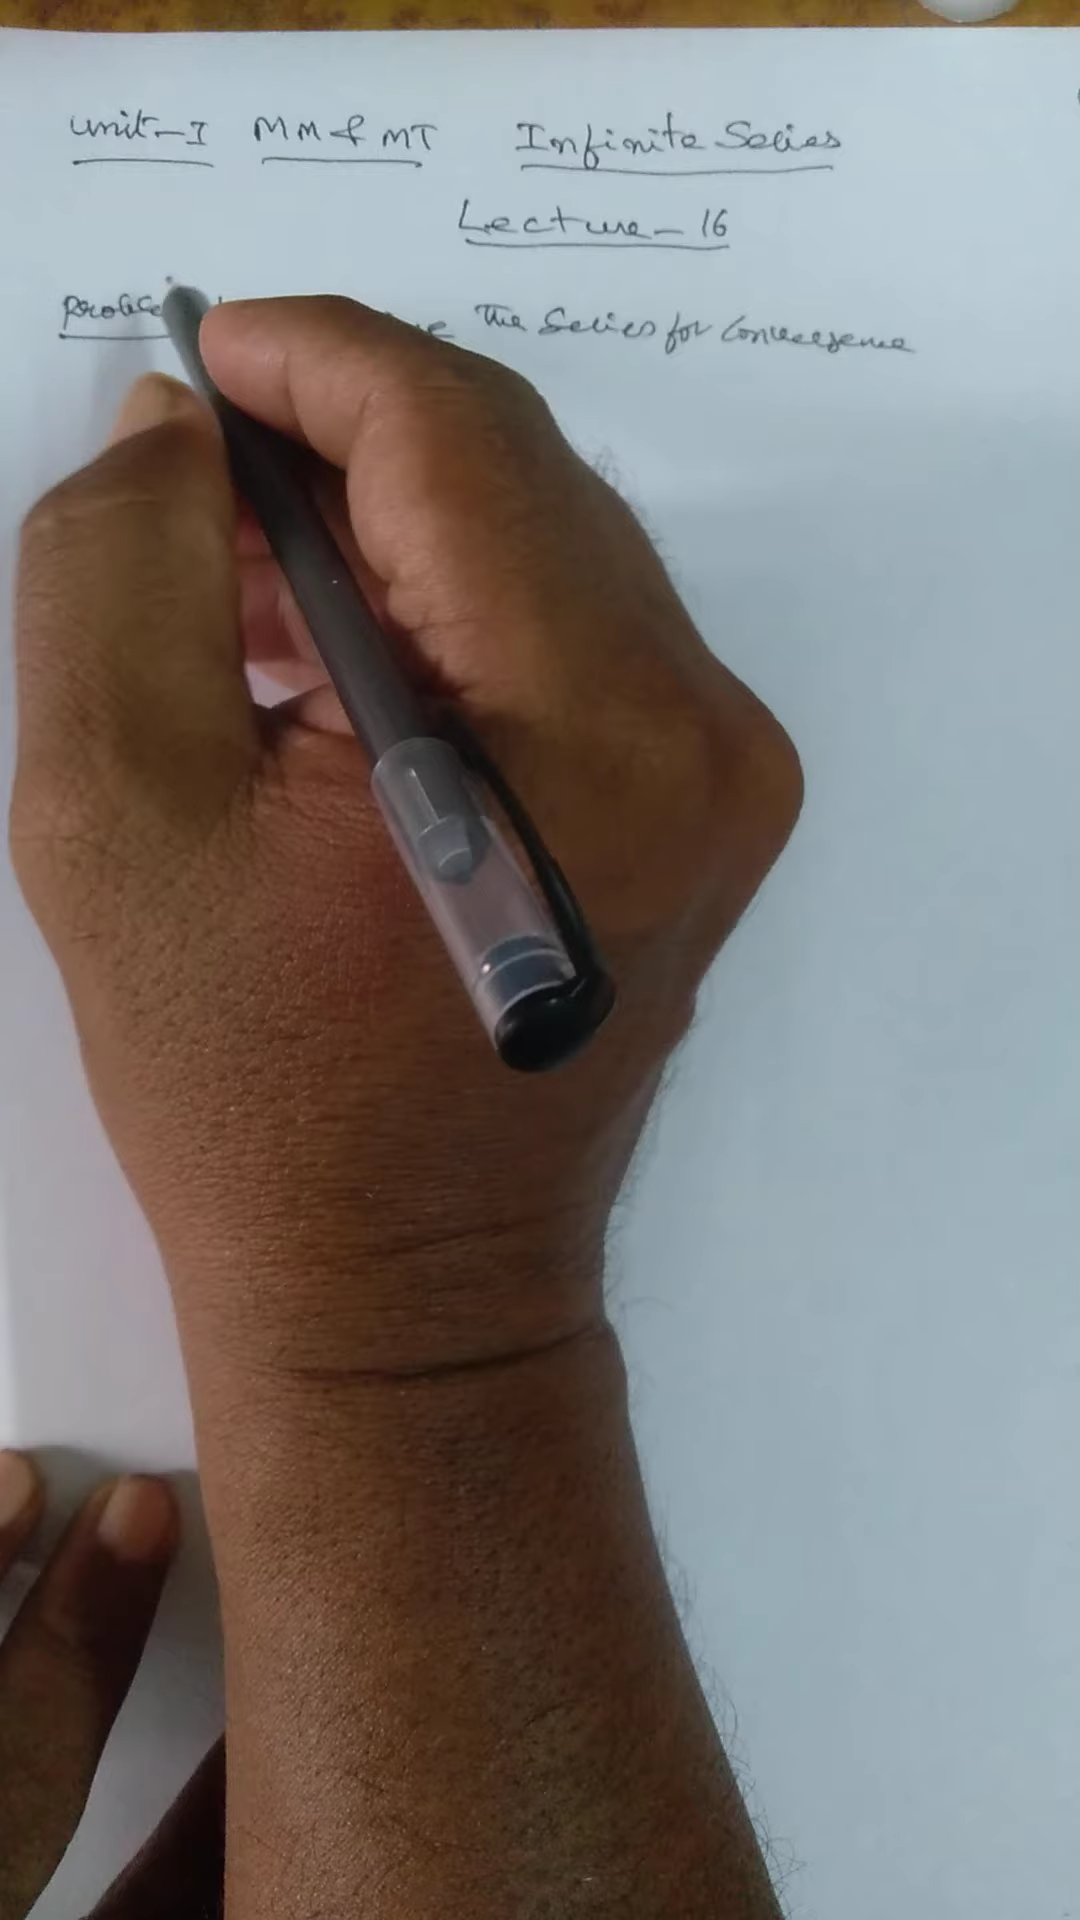 Unit-I MM & MT Infinite Series
Lecture-16
The Series for Convergence